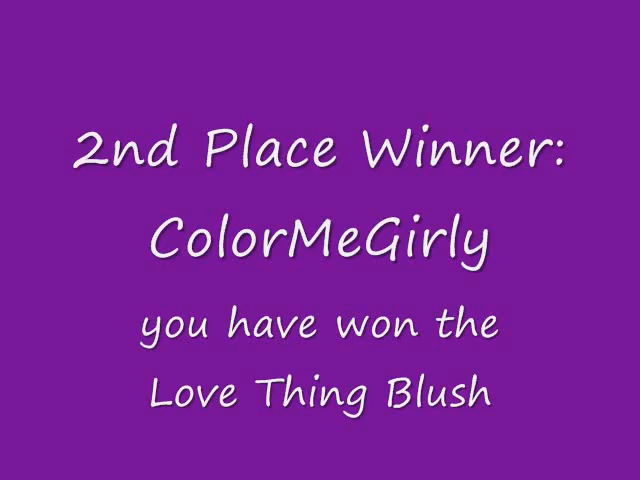 2nd Place Winner:
ColorMeGirly
you have won the
Love Thing Blush